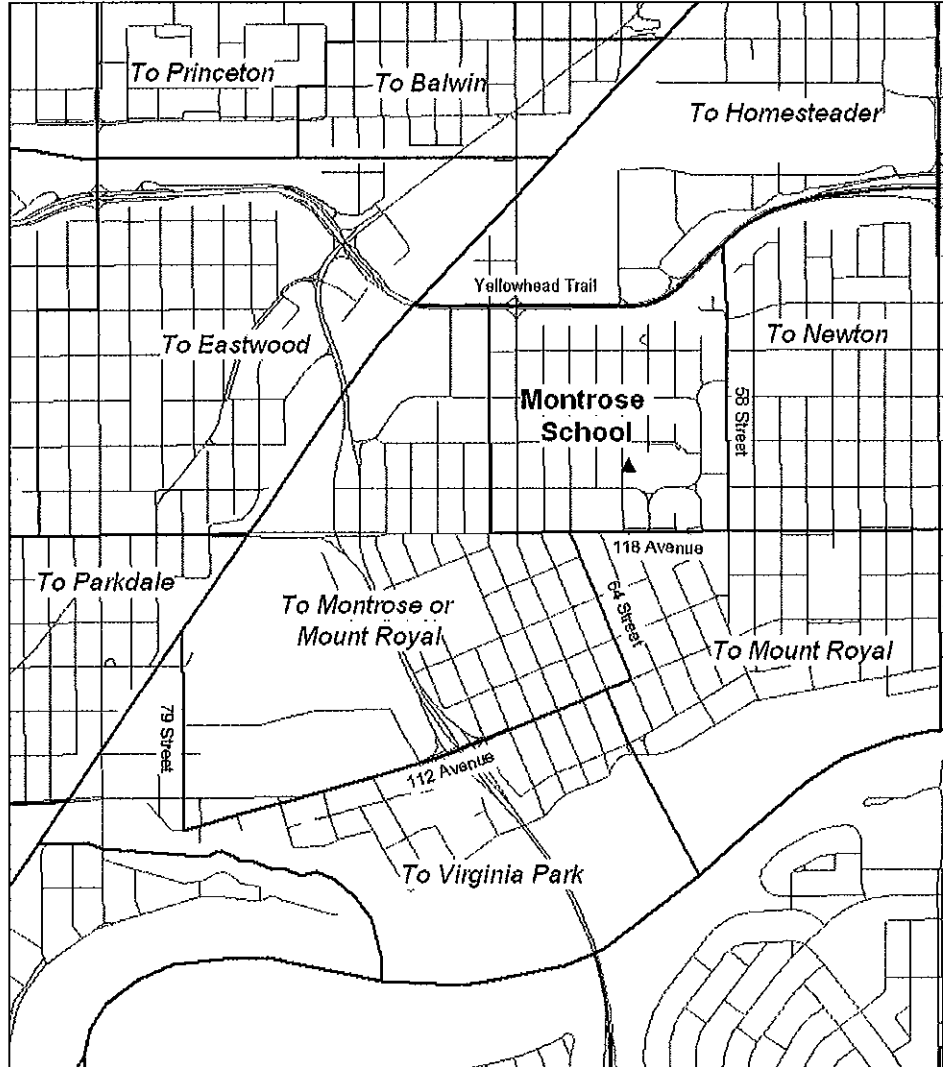 To Princeton
To Balwin
To Homesteader
Yellowhead Trail
To Eastwood
To Newton
Montrose
School
58 Street
118 Avenue
To Parkdale
To Montrose or
Mount Royal
64 Street
To Mount Royal
79 Street
112 Avenue
To Virginia Park